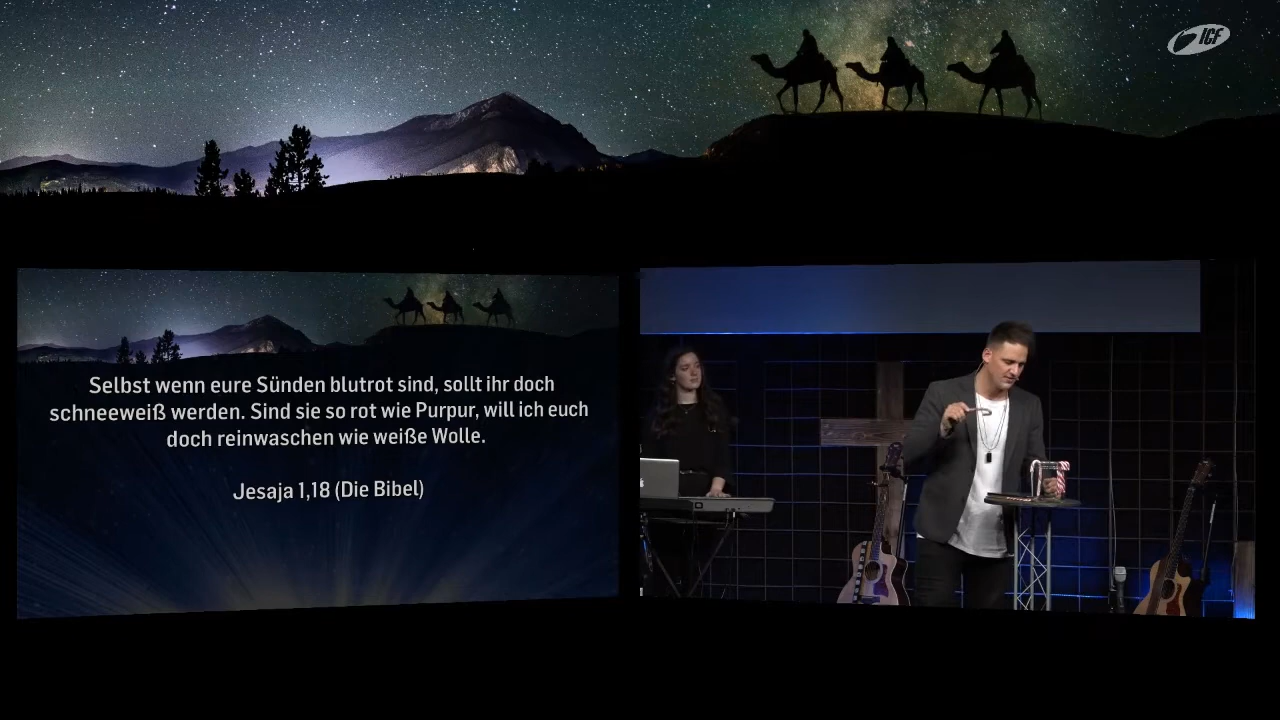 ICF
Selbst wenn eure Sünden blutrot sind, sollt ihr doch
schneeweiß werden. Sind sie so rot wie Purpur, will ich euch
doch reinwaschen wie weiße Wolle.
Jesaja 1,18 (Die Bibel)